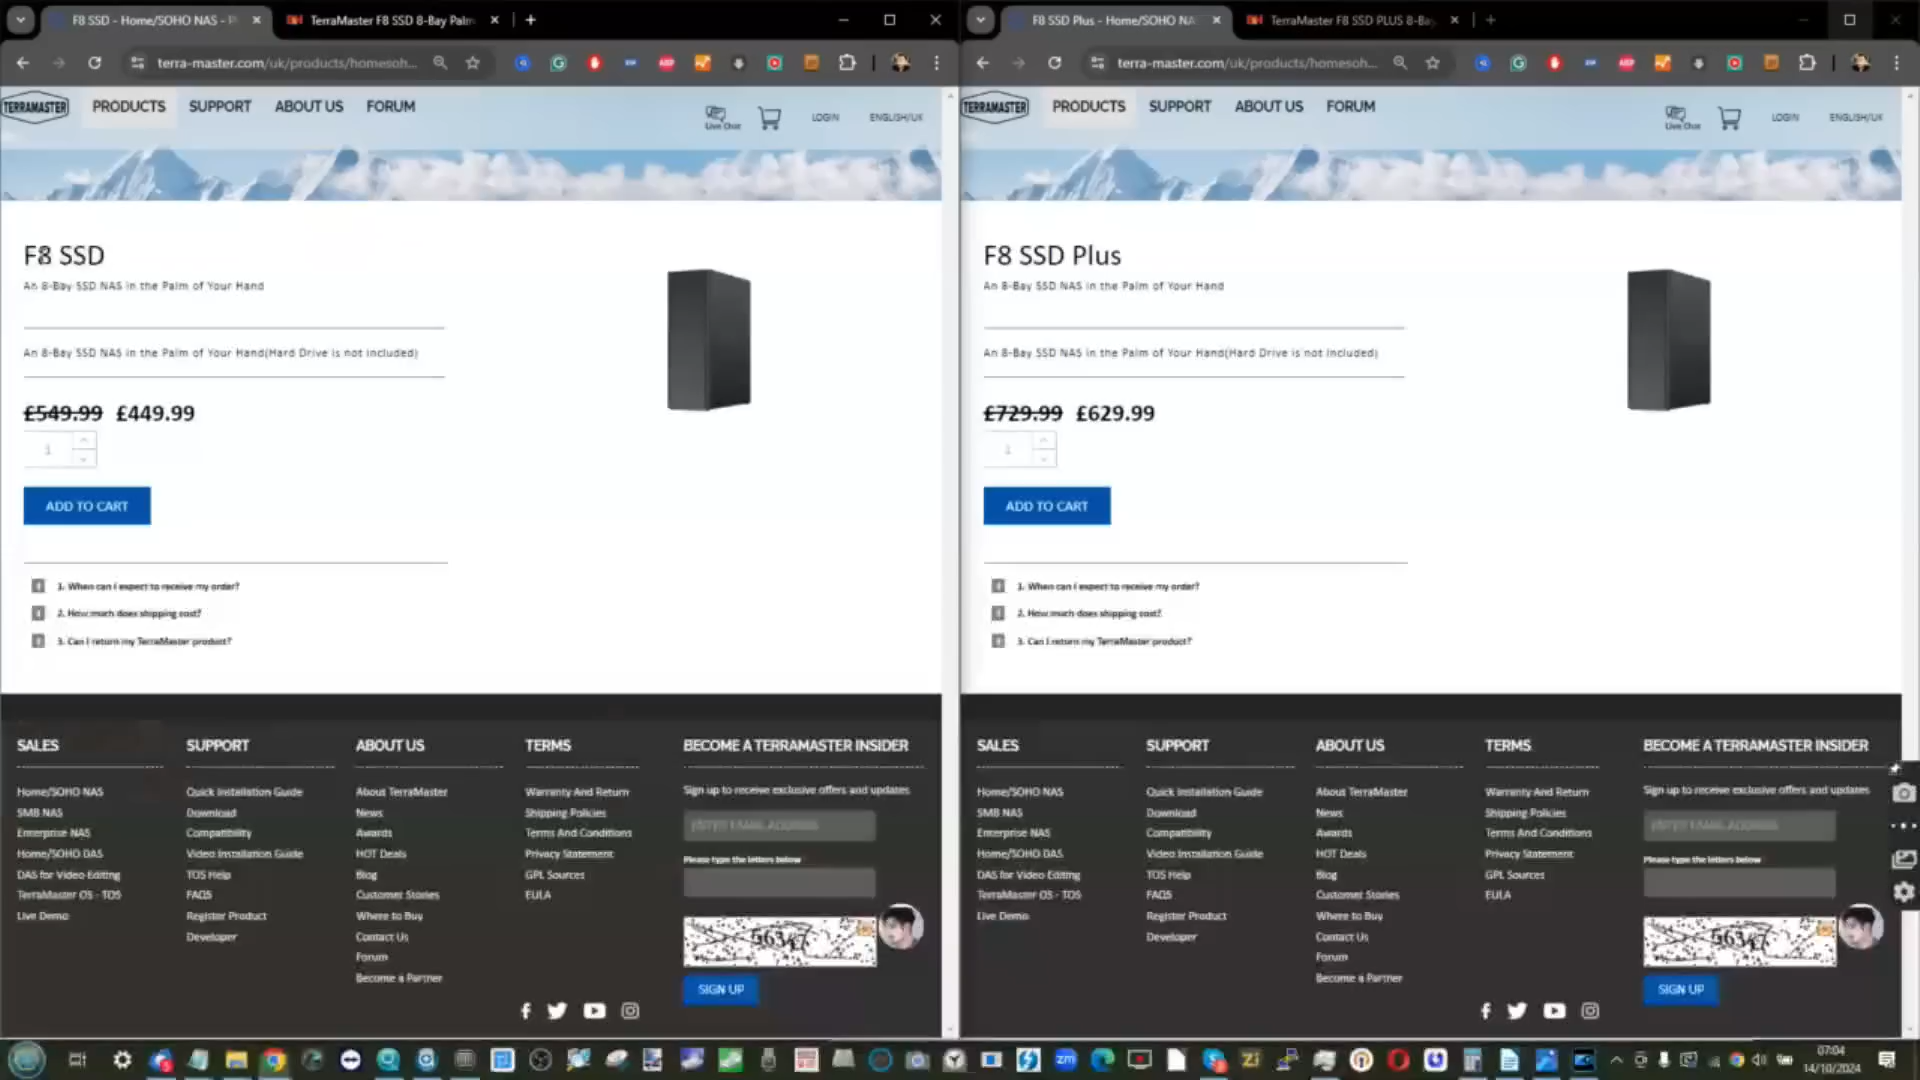 F8 SSD - Home/SOHO NAS - P
TerraMaster F8 SSD 8-Bay Palm
terra-master.com/uk/products/homesoh...
TERRAMASTER
PRODUCTS
SUPPORT
ABOUT US
FORUM
Live Chat
LOGIN
ENGLISH/UK
F8 SSD
An 8-Bay SSD NAS in the Palm of Your Hand
An 8-Bay SSD NAS in the Palm of Your Hand(Hard Drive is not included)
£549.99 £449.99
1
ADD TO CART
1. When can I expect to receive my order?
2. How much does shipping cost?
3. Can I return my TerraMaster product?
SALES
Home/SOHO NAS
SMB NAS
Enterprise NAS
Home/SOHO DAS
DAS for Video Editing
TerraMaster OS - TOS
Live Demo
SUPPORT
Quick Installation Guide
Download
Compatibility
Video Installation Guide
TOS Help
FAQS
Register Product
Developer
ABOUT US
About TerraMaster
News
Awards
HOT Deals
Blog
Customer Stories
Where to Buy
Contact Us
Forum
Become a Partner
TERMS
Warranty And Return
Shipping Policies
Terms And Conditions
Privacy Statement
GPL Sources
EULA
BECOME A TERRAMASTER INSIDER
Sign up to receive exclusive offers and updates
ENTER EMAIL ADDRESS
Please type the letters below
56347
SIGN UP
F8 SSD Plus - Home/SOHO NA
TerraMaster F8 SSD PLUS 8-Ba
terra-master.com/uk/products/homesoh...
TERRAMASTER
PRODUCTS
SUPPORT
ABOUT US
FORUM
Live Chat
LOGIN
ENGLISH/UK
F8 SSD Plus
An 8-Bay SSD NAS in the Palm of Your Hand
An 8-Bay SSD NAS in the Palm of Your Hand(Hard Drive is not included)
£729.99 £629.99
1
ADD TO CART
1. When can I expect to receive my order?
2. How much does shipping cost?
3. Can I return my TerraMaster product?
SALES
Home/SOHO NAS
SMB NAS
Enterprise NAS
Home/SOHO DAS
DAS for Video Editing
TerraMaster OS - TOS
Live Demo
SUPPORT
Quick Installation Guide
Download
Compatibility
Video Installation Guide
TOS Help
FAQS
Register Product
Developer
ABOUT US
About TerraMaster
News
Awards
HOT Deals
Blog
Customer Stories
Where to Buy
Contact Us
Forum
Become a Partner
TERMS
Warranty And Return
Shipping Policies
Terms And Conditions
Privacy Statement
GPL Sources
EULA
BECOME A TERRAMASTER INSIDER
Sign up to receive exclusive offers and updates
ENTER EMAIL ADDRESS
Please type the letters below
56347
SIGN UP
zm
Zi
07:04
14/10/2024